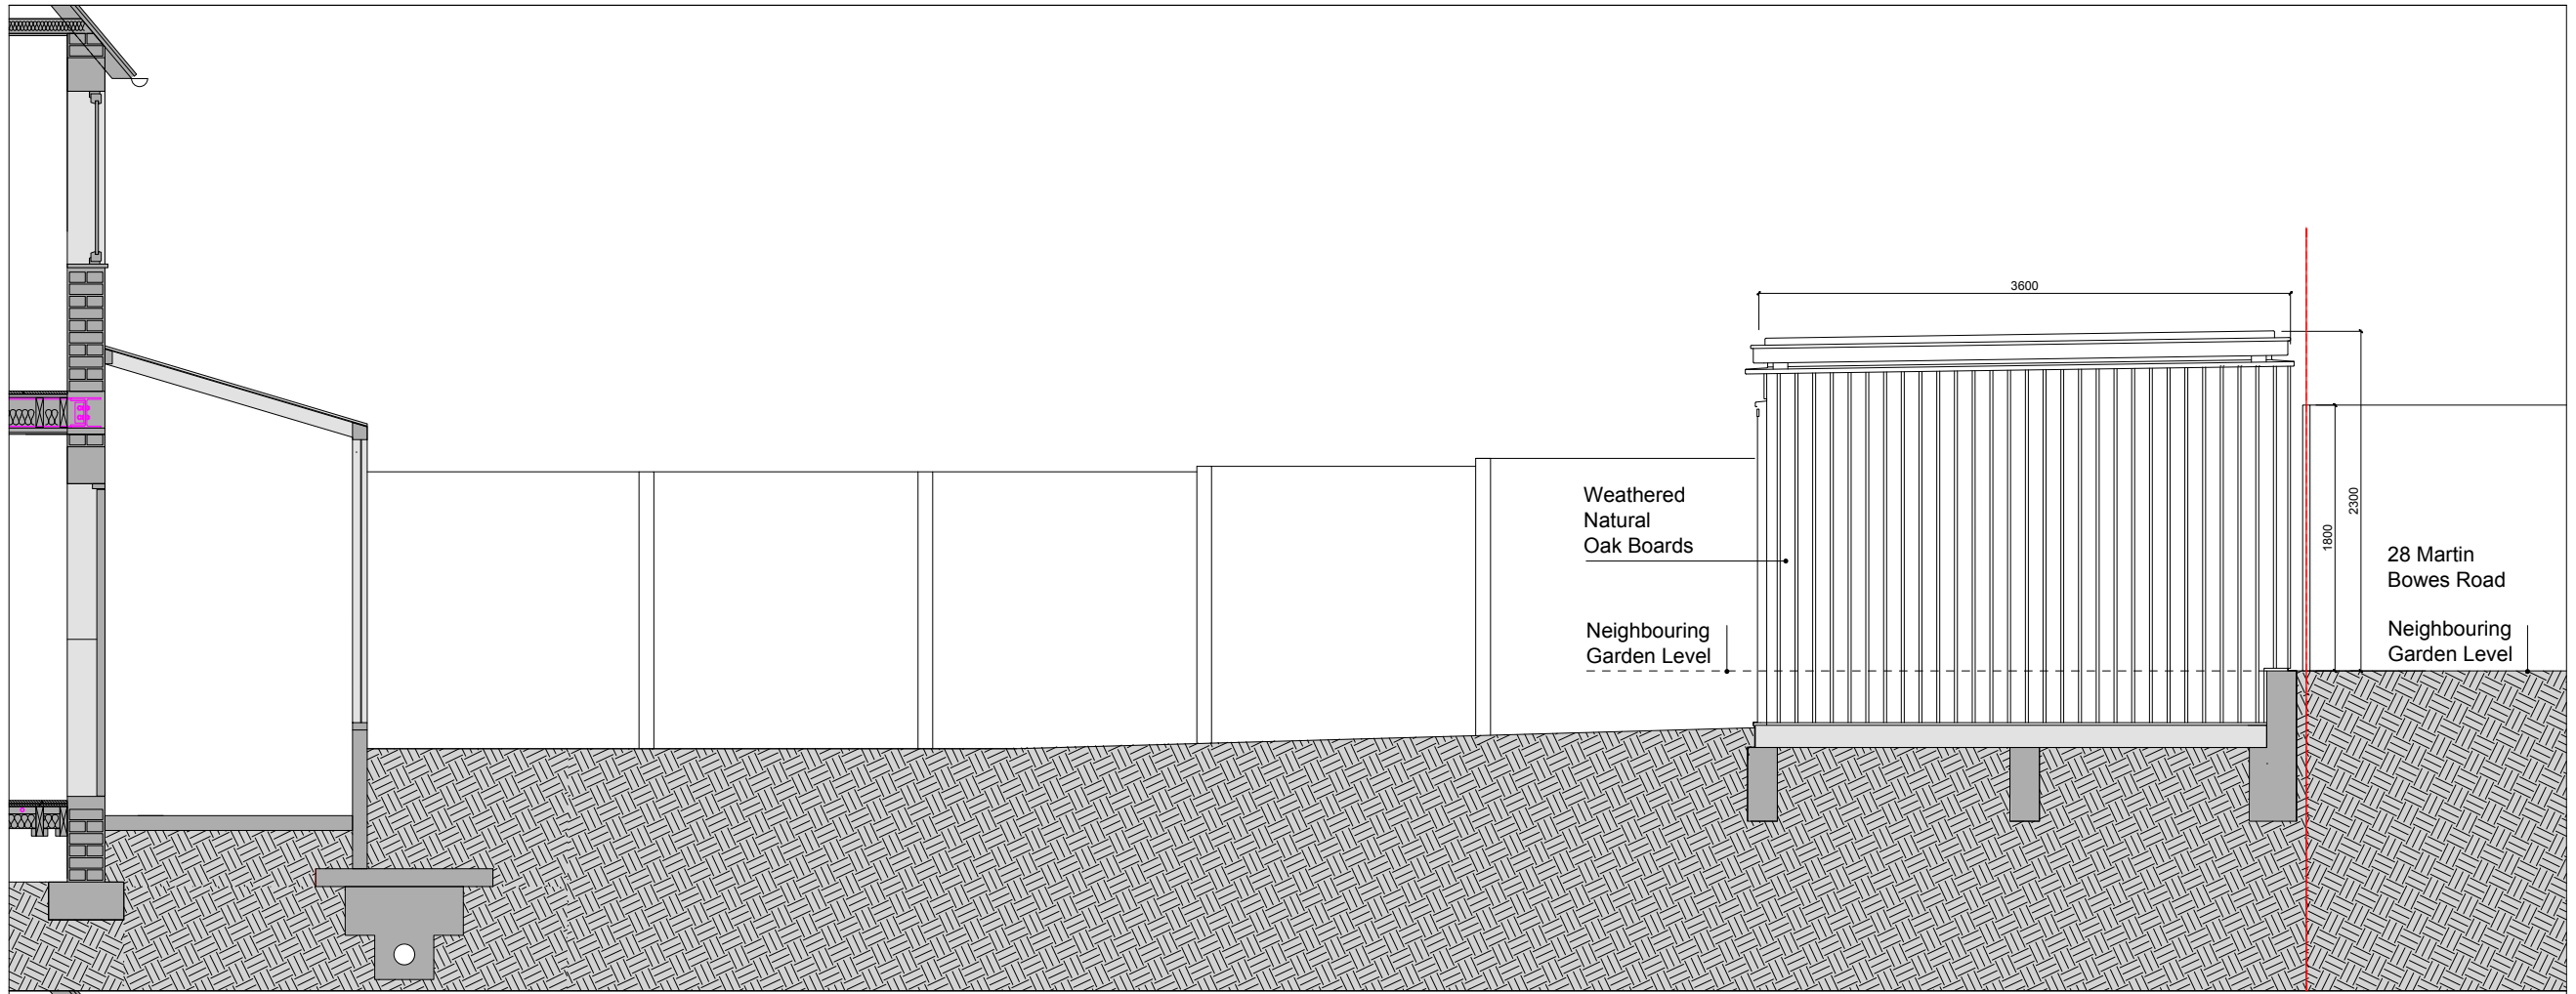 3600
Weathered
Natural
Oak Boards
2300
1800
28 Martin
Bowes Road
Neighbouring
Garden Level
Neighbouring
Garden Level